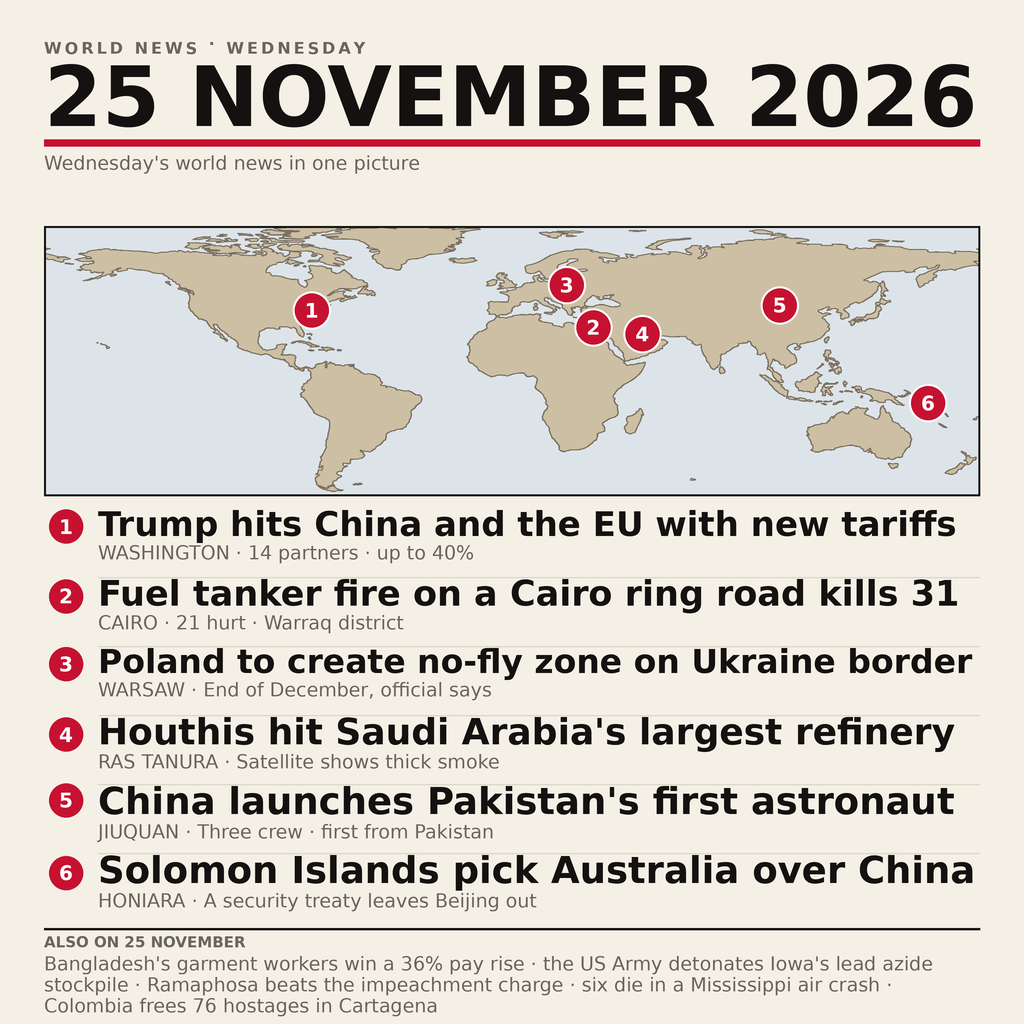 WORLD NEWS · WEDNESDAY
25 NOVEMBER 2026
Wednesday's world news in one picture
1
2
3
4
5
6
1 Trump hits China and the EU with new tariffs
WASHINGTON · 14 partners · up to 40%
2 Fuel tanker fire on a Cairo ring road kills 31
CAIRO · 21 hurt · Warraq district
3 Poland to create no-fly zone on Ukraine border
WARSAW · End of December, official says
4 Houthis hit Saudi Arabia's largest refinery
RAS TANURA · Satellite shows thick smoke
5 China launches Pakistan's first astronaut
JIUQUAN · Three crew · first from Pakistan
6 Solomon Islands pick Australia over China
HONIARA · A security treaty leaves Beijing out
ALSO ON 25 NOVEMBER
Bangladesh's garment workers win a 36% pay rise · the US Army detonates Iowa's lead azide
stockpile · Ramaphosa beats the impeachment charge · six die in a Mississippi air crash ·
Colombia frees 76 hostages in Cartagena